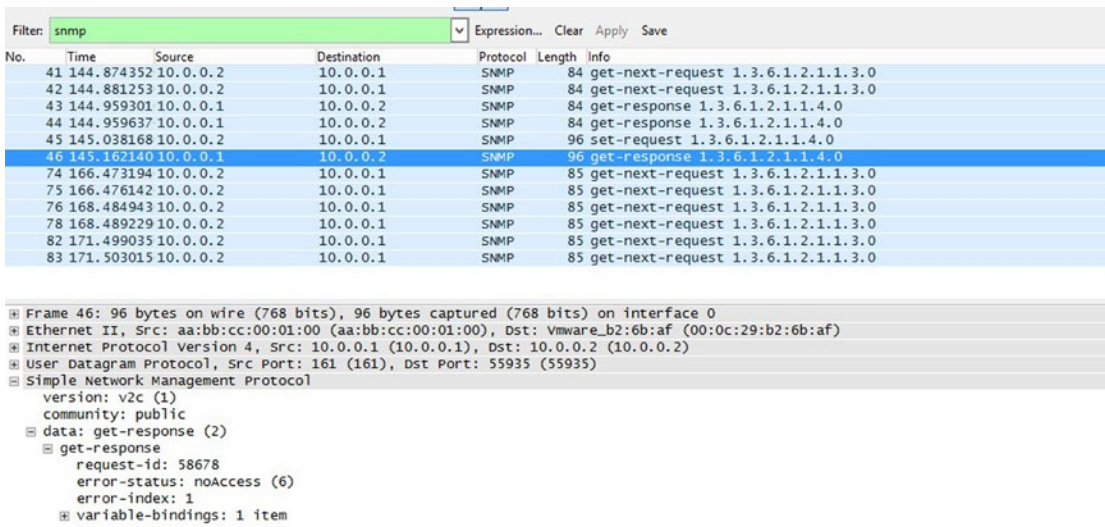 Filter: snmp Expression... Clear Apply Save
No. Time Source Destination Protocol Length Info
41 144.874352 10.0.0.2 10.0.0.1 SNMP 84 get-next-request 1.3.6.1.2.1.1.3.0
42 144.881253 10.0.0.2 10.0.0.1 SNMP 84 get-next-request 1.3.6.1.2.1.1.3.0
43 144.959301 10.0.0.1 10.0.0.2 SNMP 84 get-response 1.3.6.1.2.1.1.4.0
44 144.959637 10.0.0.1 10.0.0.2 SNMP 84 get-response 1.3.6.1.2.1.1.4.0
45 145.038168 10.0.0.2 10.0.0.1 SNMP 96 set-request 1.3.6.1.2.1.1.4.0
46 145.162140 10.0.0.1 10.0.0.2 SNMP 96 get-response 1.3.6.1.2.1.1.4.0
74 166.473194 10.0.0.2 10.0.0.1 SNMP 85 get-next-request 1.3.6.1.2.1.1.3.0
75 166.476142 10.0.0.2 10.0.0.1 SNMP 85 get-next-request 1.3.6.1.2.1.1.3.0
76 168.484943 10.0.0.2 10.0.0.1 SNMP 85 get-next-request 1.3.6.1.2.1.1.3.0
78 168.489229 10.0.0.2 10.0.0.1 SNMP 85 get-next-request 1.3.6.1.2.1.1.3.0
82 171.499035 10.0.0.2 10.0.0.1 SNMP 85 get-next-request 1.3.6.1.2.1.1.3.0
83 171.503015 10.0.0.2 10.0.0.1 SNMP 85 get-next-request 1.3.6.1.2.1.1.3.0
Frame 46: 96 bytes on wire (768 bits), 96 bytes captured (768 bits) on interface 0
Ethernet II, Src: aa:bb:cc:00:01:00 (aa:bb:cc:00:01:00), Dst: Vmware_b2:6b:af (00:0c:29:b2:6b:af)
Internet Protocol Version 4, Src: 10.0.0.1 (10.0.0.1), Dst: 10.0.0.2 (10.0.0.2)
User Datagram Protocol, Src Port: 161 (161), Dst Port: 55935 (55935)
Simple Network Management Protocol
version: v2c (1)
community: public
data: get-response (2)
get-response
request-id: 58678
error-status: noAccess (6)
error-index: 1
variable-bindings: 1 item